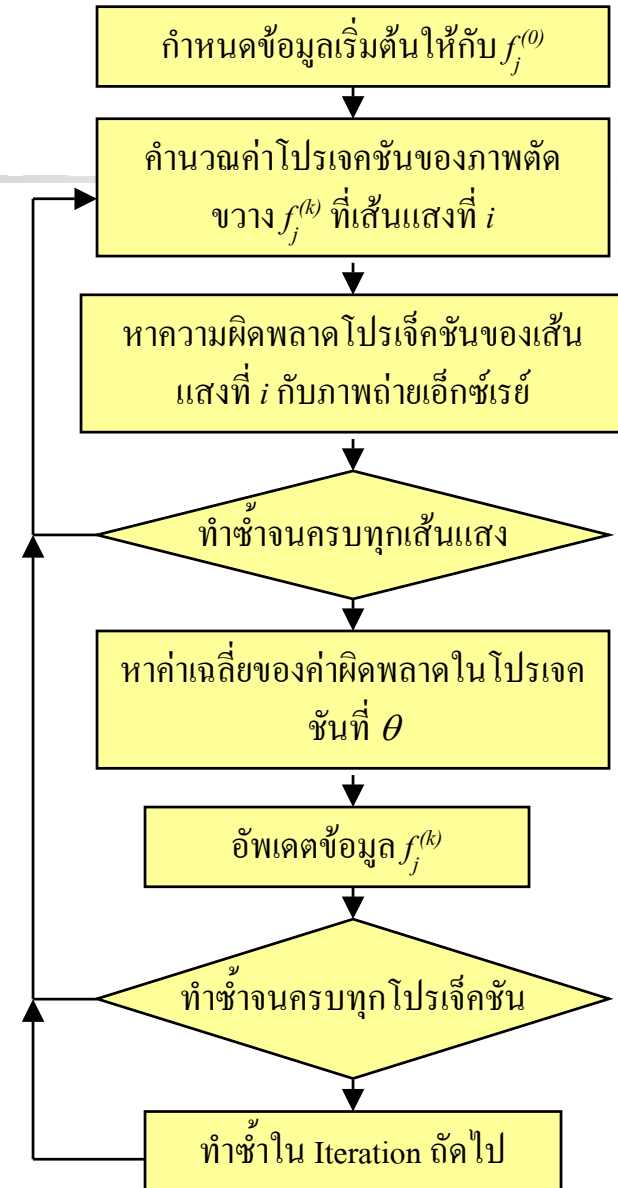 กำหนดข้อมูลเริ่มต้นให้กับ f_j^{(0)}
คำนวณค่าโปรเจคชันของภาพตัด
ขวาง f_j^{(k)} ที่เส้นแสงที่ i
หาความผิดพลาดโปรเจ็คชันของเส้น
แสงที่ i กับภาพถ่ายเอ็กซ์เรย์
ทำซ้ำจนครบทุกเส้นแสง
หาค่าเฉลี่ยของค่าผิดพลาดในโปรเจค
ชันที่ θ
อัพเดตข้อมูล f_j^{(k)}
ทำซ้ำจนครบทุกโปรเจ็คชัน
ทำซ้ำใน Iteration ถัดไป